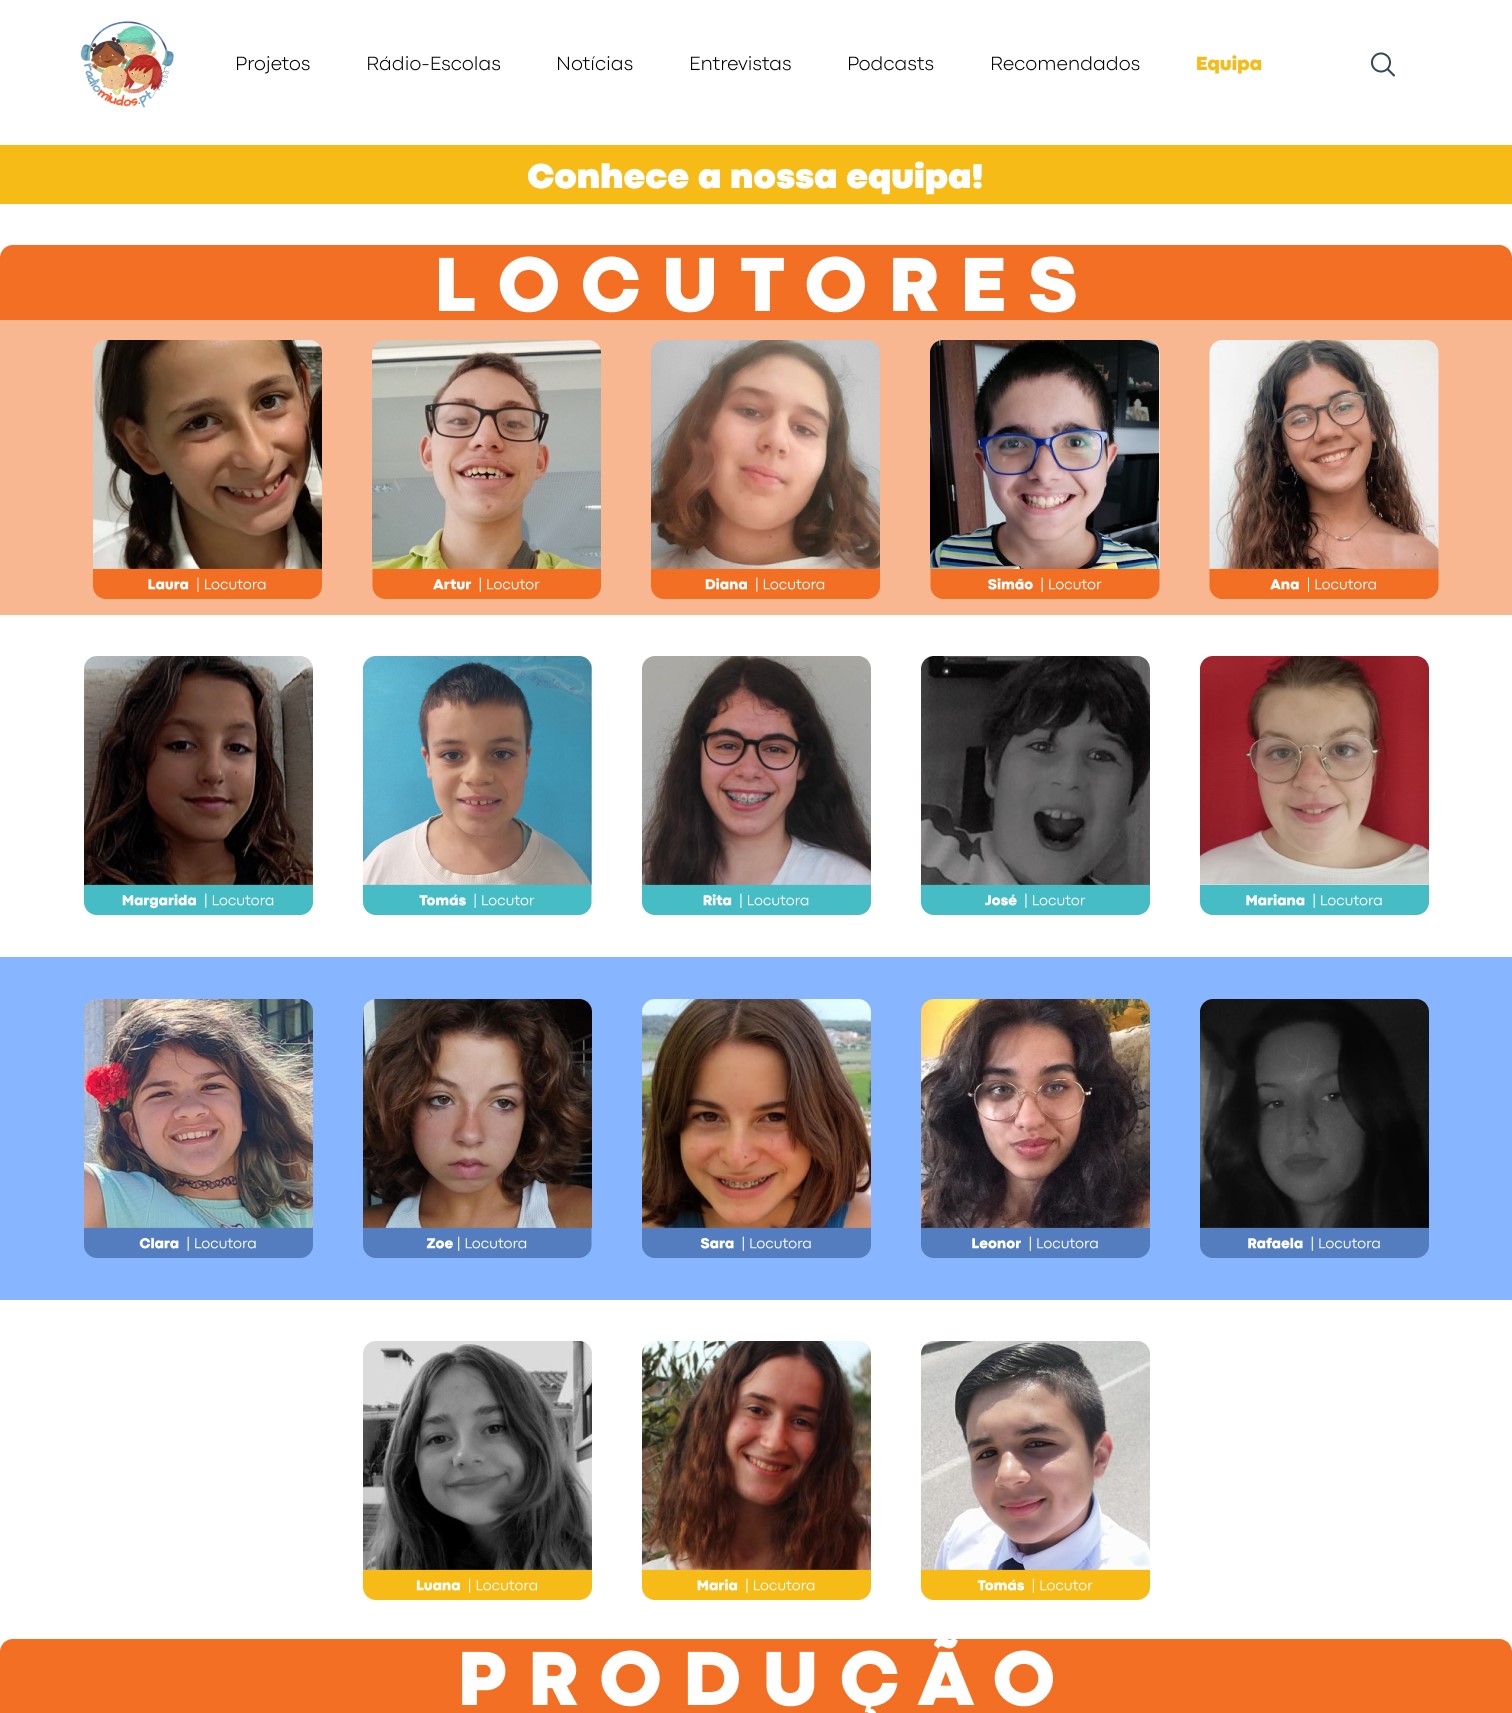 radiomiudos.pt
Projetos Rádio-Escolas Notícias Entrevistas Podcasts Recomendados Equipa
Conhece a nossa equipa!
LOCUTORES
Laura | Locutora
Artur | Locutor
Diana | Locutora
Simão | Locutor
Ana | Locutora
Margarida | Locutora
Tomás | Locutor
Rita | Locutora
José | Locutor
Mariana | Locutora
Clara | Locutora
Zoe | Locutora
Sara | Locutora
Leonor | Locutora
Rafaela | Locutora
Luana | Locutora
Maria | Locutora
Tomás | Locutor
PRODUÇÃO